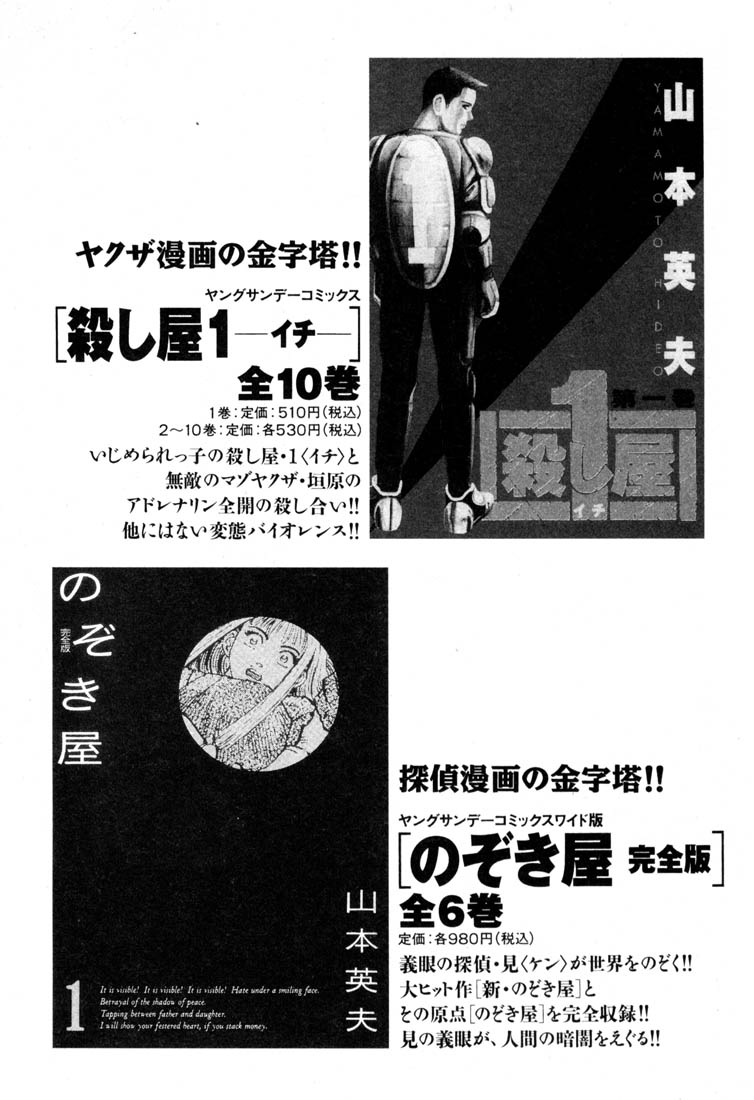 ヤクザ漫画の金字塔!!
ヤングサンデーコミックス
[殺し屋1―イチ―]
全10巻
1巻:定価:510円(税込)
2〜10巻:定価:各530円(税込)
いじめられっ子の殺し屋・1〈イチ〉と
無敵のマゾヤクザ・垣原の
アドレナリン全開の殺し合い!!
他にはない変態バイオレンス!!
山本英夫
YAMAMOTO HIDEO
1
第一巻
1
殺し屋
イチ
のぞき屋
完全版
山本英夫
1
It is visible! It is visible! It is visible! Hate under a smiling face.
Betrayal of the shadow of peace.
Tapping between father and daughter.
I will show your festered heart, if you stack money.
探偵漫画の金字塔!!
ヤングサンデーコミックスワイド版
[のぞき屋 完全版]
全6巻
定価:各980円(税込)
義眼の探偵・見〈ケン〉が世界をのぞく!!
大ヒット作[新・のぞき屋]と
その原点[のぞき屋]を完全収録!!
見の義眼が、人間の暗闇をえぐる!!